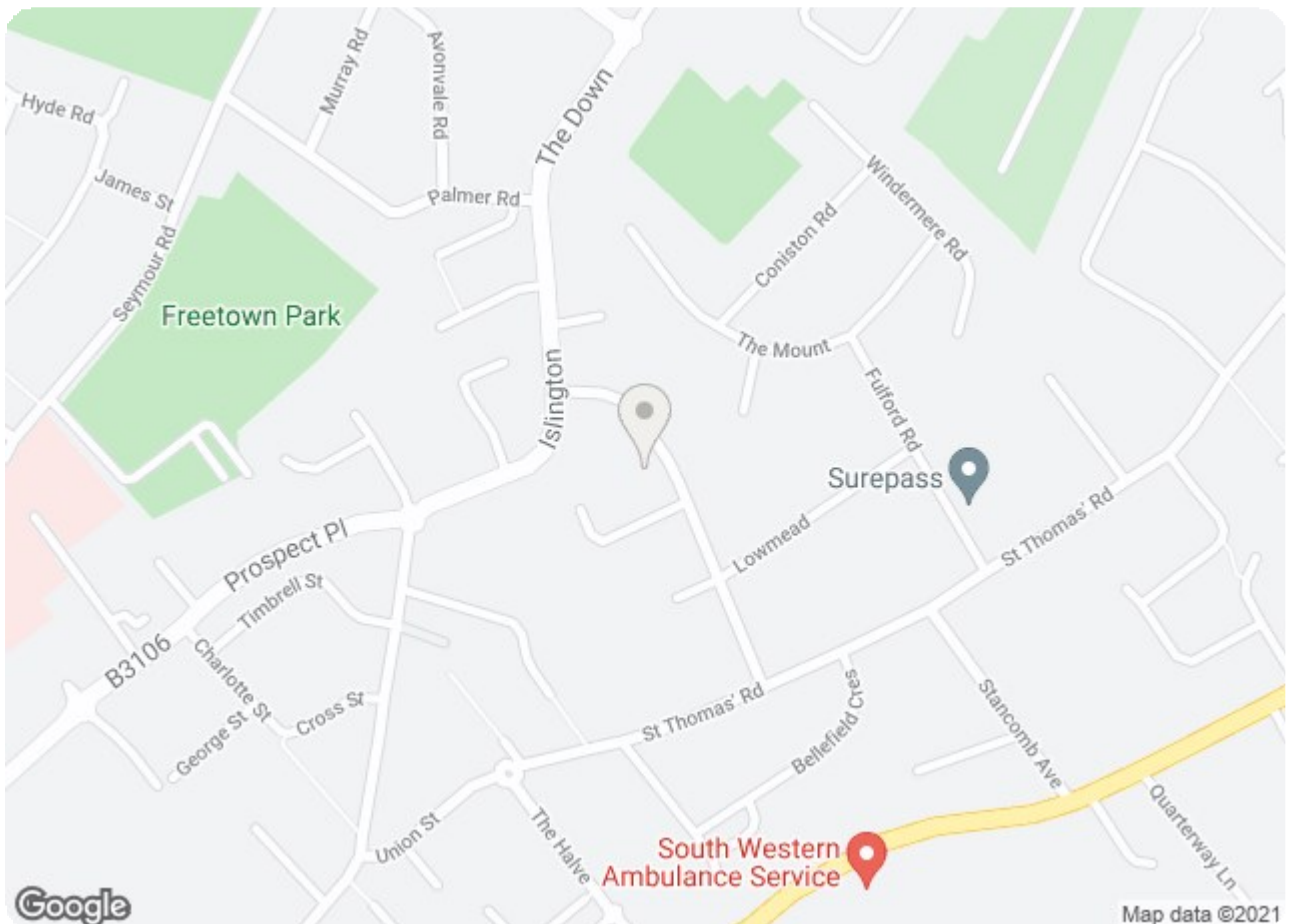 Hyde Rd
Murray Rd
Avonvale Rd
The Down
James St
Palmer Rd
Seymour Rd
Windermere Rd
Coniston Rd
Freetown Park
The Mount
Islington
Fulford Rd
Surepass
Prospect Pl
Lowmead
St Thomas' Rd
Timbrell St
B3106
Charlotte St
George St
Cross St
St Thomas' Rd
Bellefield Cres
Stancomb Ave
Union St
The Halve
Quarterway Ln
South Western
Ambulance Service
Google
Map data ©2021